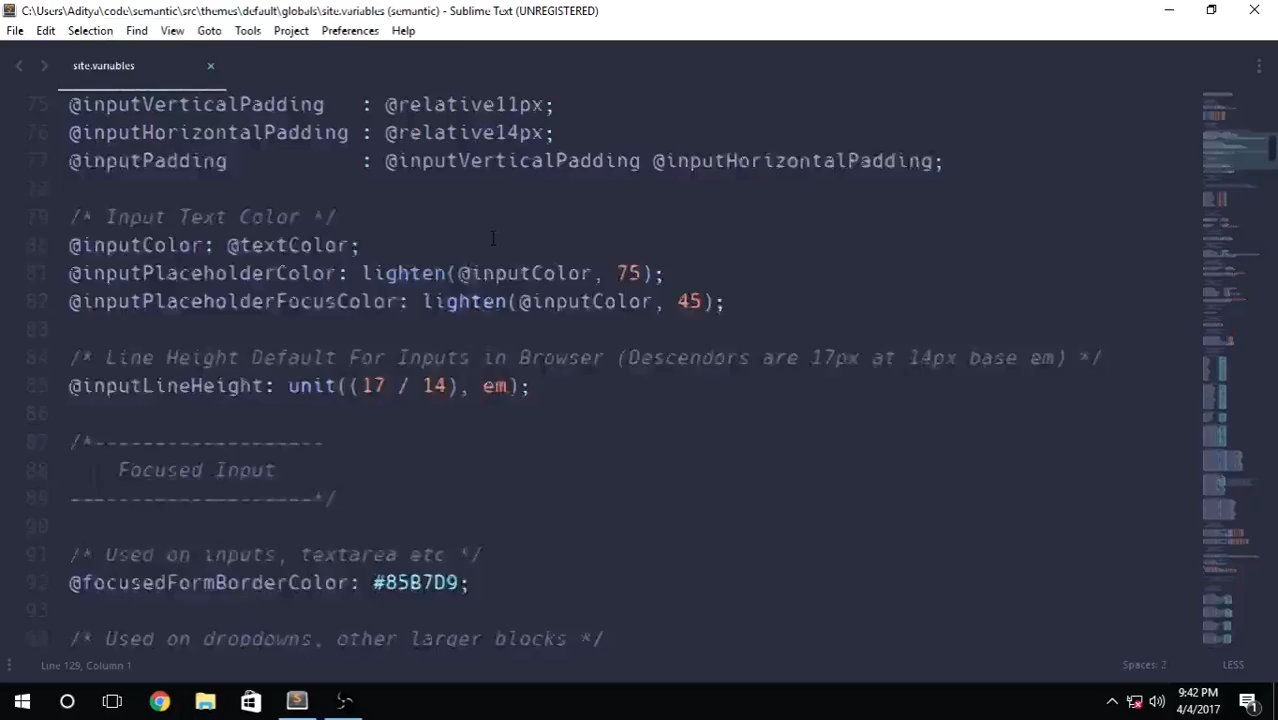 C:\Users\Aditya\code\semantic\src\themes\default\globals\site.variables (semantic) - Sublime Text (UNREGISTERED)
File Edit Selection Find View Goto Tools Project Preferences Help
site.variables
75 @inputVerticalPadding : @relative11px;
76 @inputHorizontalPadding : @relative14px;
77 @inputPadding : @inputVerticalPadding @inputHorizontalPadding;
78
79 /* Input Text Color */
80 @inputColor: @textColor;
81 @inputPlaceholderColor: lighten(@inputColor, 75);
82 @inputPlaceholderFocusColor: lighten(@inputColor, 45);
83
84 /* Line Height Default For Inputs in Browser (Descendors are 17px at 14px base em) */
85 @inputLineHeight: unit((17 / 14), em);
86
87 /*-------------------
88 Focused Input
89 --------------------*/
90
91 /* Used on inputs, textarea etc */
92 @focusedFormBorderColor: #85B7D9;
93
94 /* Used on dropdowns, other larger blocks */
Line 129, Column 1
Spaces: 2
LESS
9:42 PM
4/4/2017